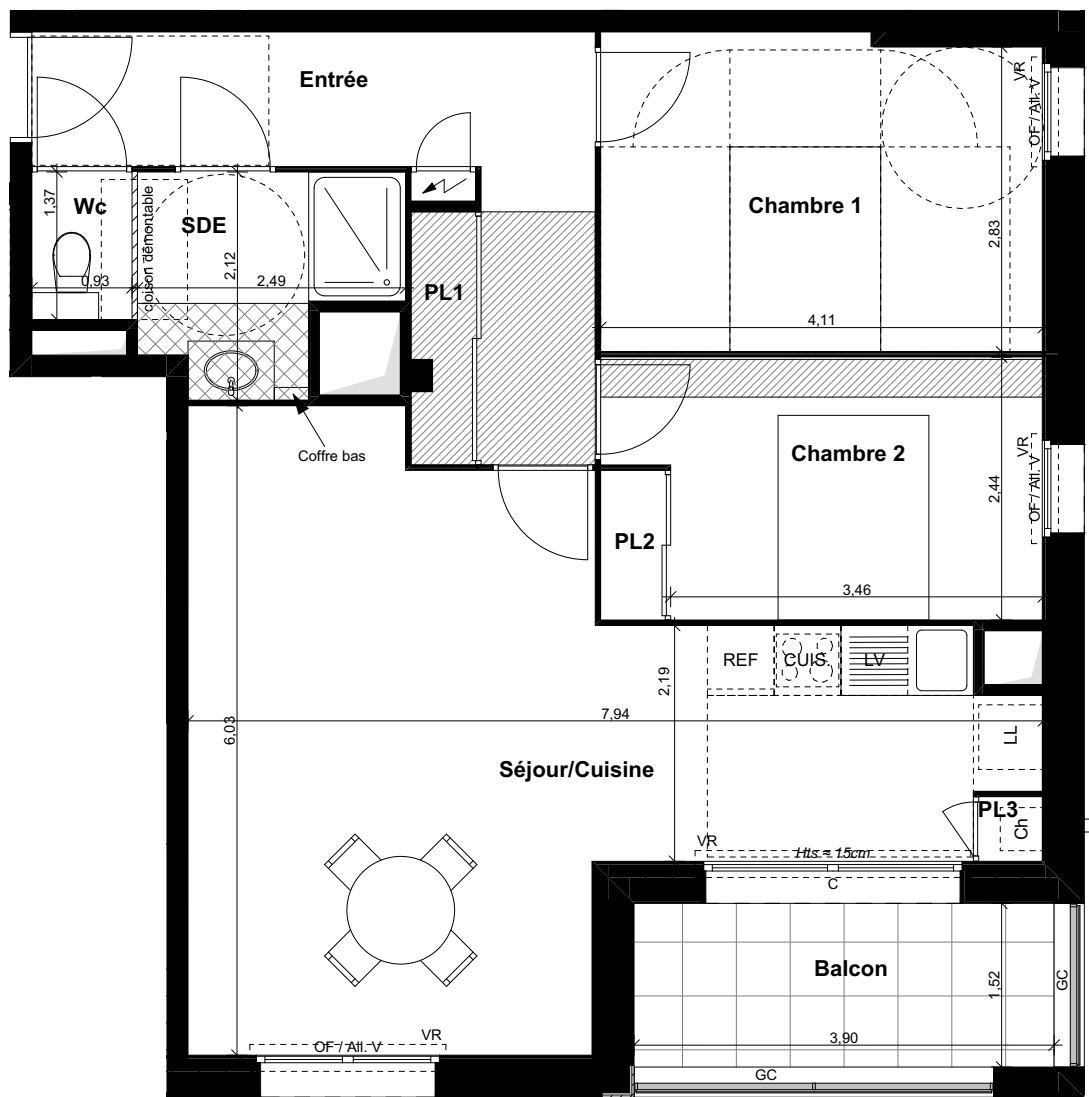 Entrée
VR
OF / All. V
1,37
Wc
cloison démontable
SDE
2,12
0,93
2,49
PL1
Chambre 1
2,83
4,11
Coffre bas
Chambre 2
VR
OF / All. V
2,44
PL2
3,46
REF
CUIS.
LV
2,19
7,94
6,03
LL
Séjour/Cuisine
PL3
Ch
VR
Hts = 15cm
C
Balcon
1,52
GC
3,90
VR
OF / All. V
GC